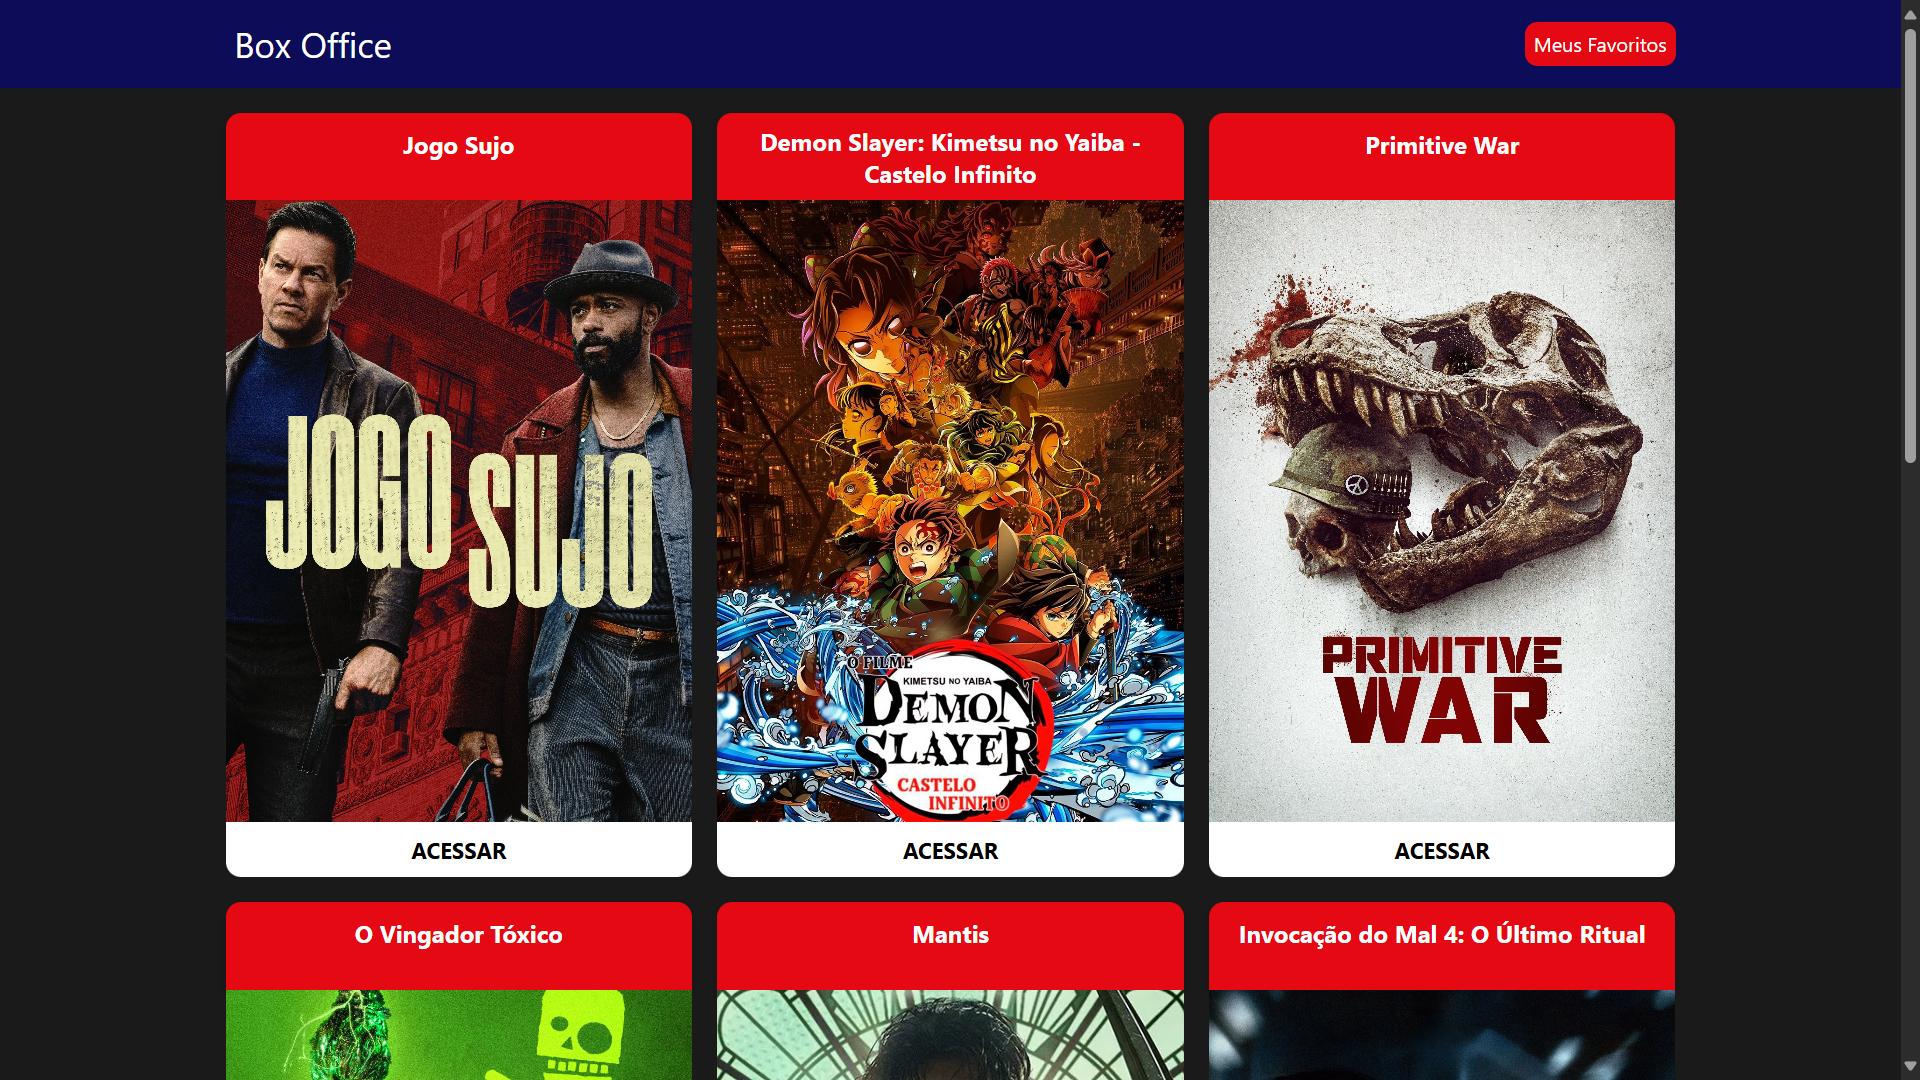 Box Office
Meus Favoritos
Jogo Sujo
Demon Slayer: Kimetsu no Yaiba -
Castelo Infinito
Primitive War
JOGO
SUJO
O FILME
KIMETSU NO YAIBA
DEMON
SLAYER
CASTELO
INFINITO
PRIMITIVE
WAR
ACESSAR
ACESSAR
ACESSAR
O Vingador Tóxico
Mantis
Invocação do Mal 4: O Último Ritual